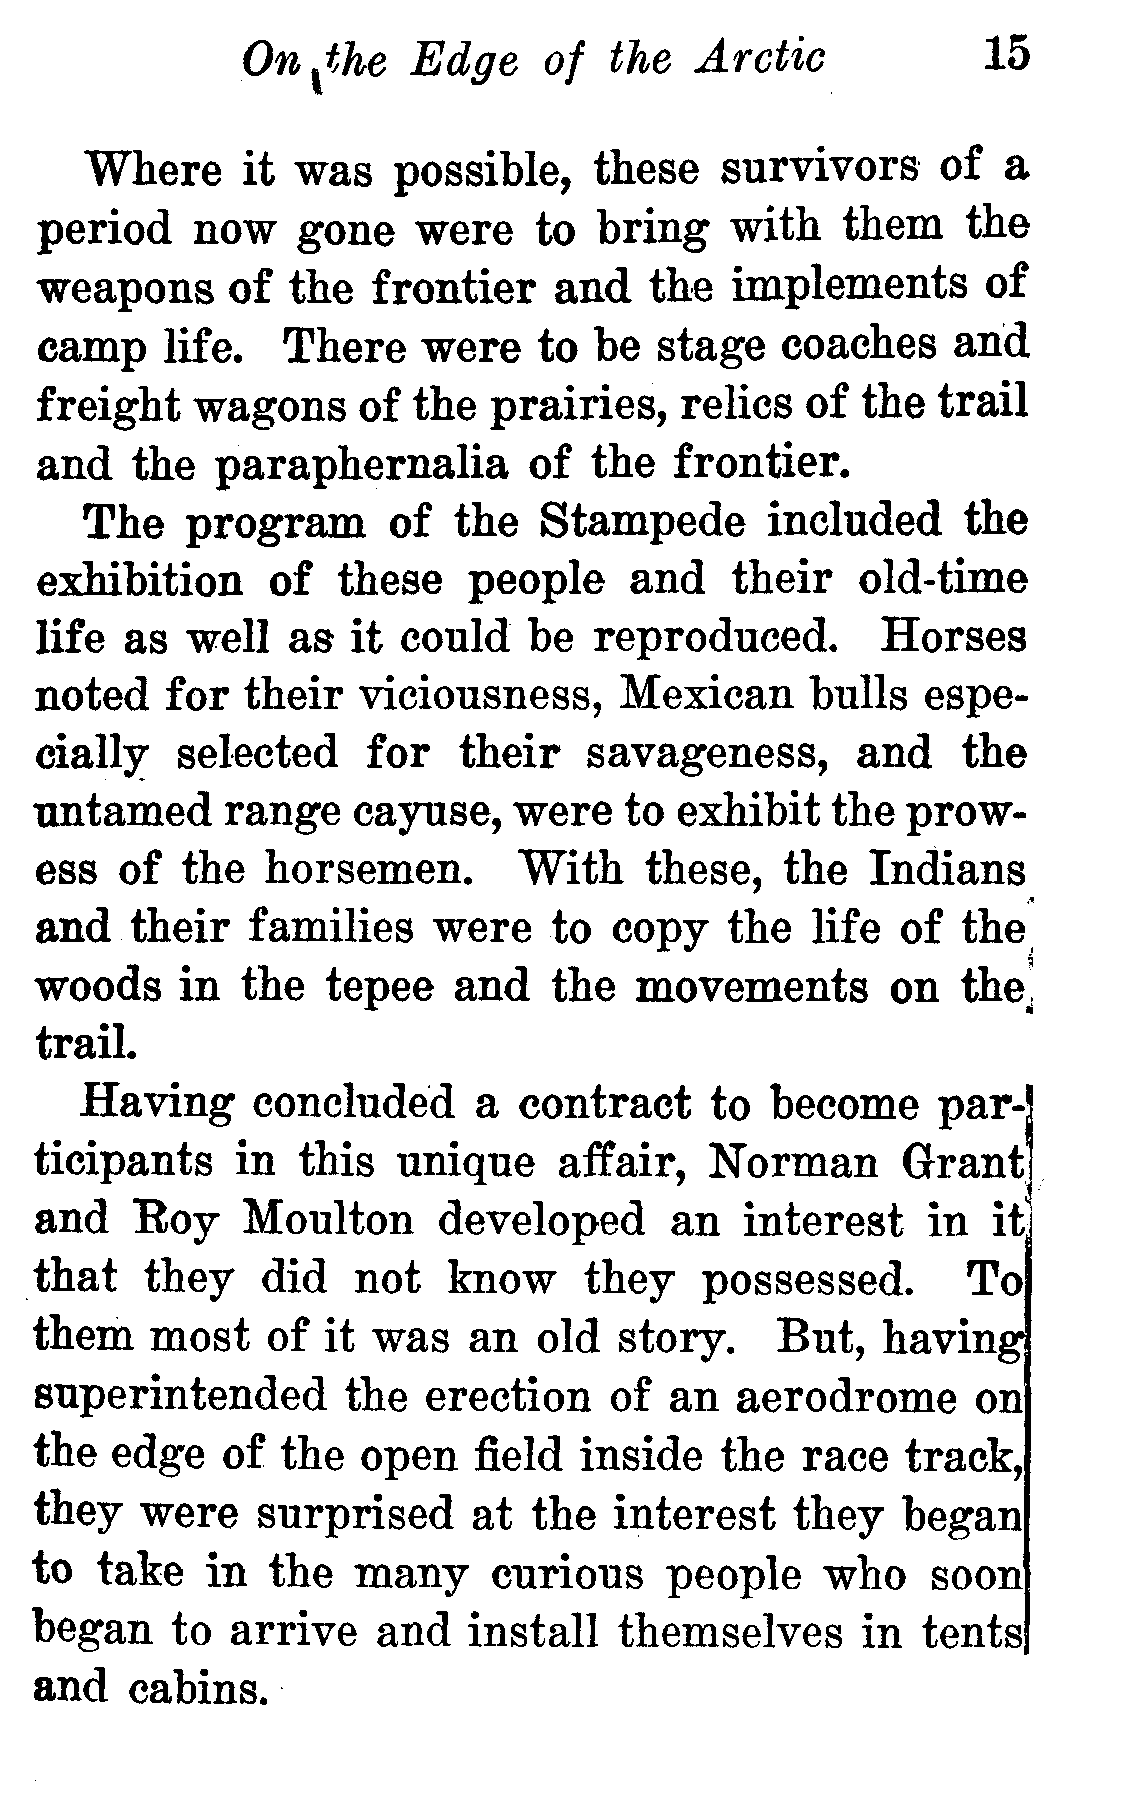 On the Edge of the Arctic 15
Where it was possible, these survivors of a
period now gone were to bring with them the
weapons of the frontier and the implements of
camp life. There were to be stage coaches and
freight wagons of the prairies, relics of the trail
and the paraphernalia of the frontier.
The program of the Stampede included the
exhibition of these people and their old-time
life as well as it could be reproduced. Horses
noted for their viciousness, Mexican bulls espe-
cially selected for their savageness, and the
untamed range cayuse, were to exhibit the prow-
ess of the horsemen. With these, the Indians
and their families were to copy the life of the
woods in the tepee and the movements on the
trail.
Having concluded a contract to become par-
ticipants in this unique affair, Norman Grant
and Roy Moulton developed an interest in it
that they did not know they possessed. To
them most of it was an old story. But, having
superintended the erection of an aerodrome on
the edge of the open field inside the race track,
they were surprised at the interest they began
to take in the many curious people who soon
began to arrive and install themselves in tents
and cabins.